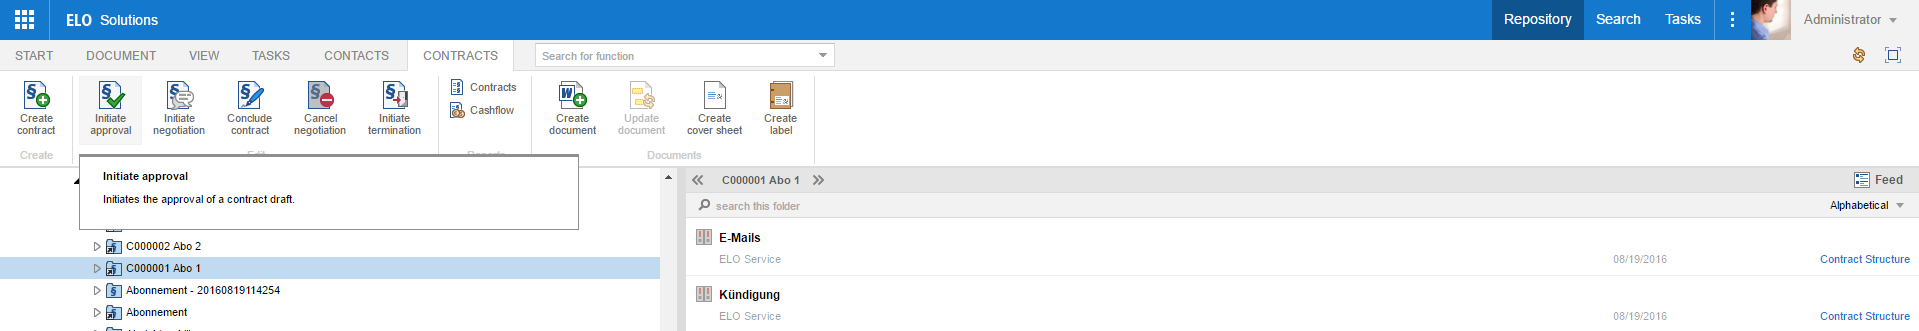 ELO Solutions
Repository Search Tasks Administrator
START DOCUMENT VIEW TASKS CONTACTS CONTRACTS Search for function
Create contract
Initiate approval
Initiate negotiation
Conclude contract
Cancel negotiation
Initiate termination
Contracts
Cashflow
Create document
Update document
Create cover sheet
Create label
Create
Documents
Initiate approval
Initiates the approval of a contract draft.
C000002 Abo 2
C000001 Abo 1
Abonnement - 20160819114254
Abonnement
C000001 Abo 1
Feed
search this folder
Alphabetical
E-Mails
ELO Service 08/19/2016 Contract Structure
Kündigung
ELO Service 08/19/2016 Contract Structure